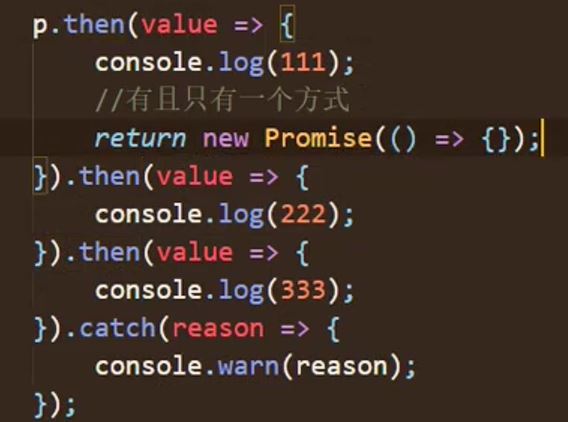 p.then(value => {
console.log(111);
//有且只有一个方式
return new Promise(() => {});
}).then(value => {
console.log(222);
}).then(value => {
console.log(333);
}).catch(reason => {
console.warn(reason);
});